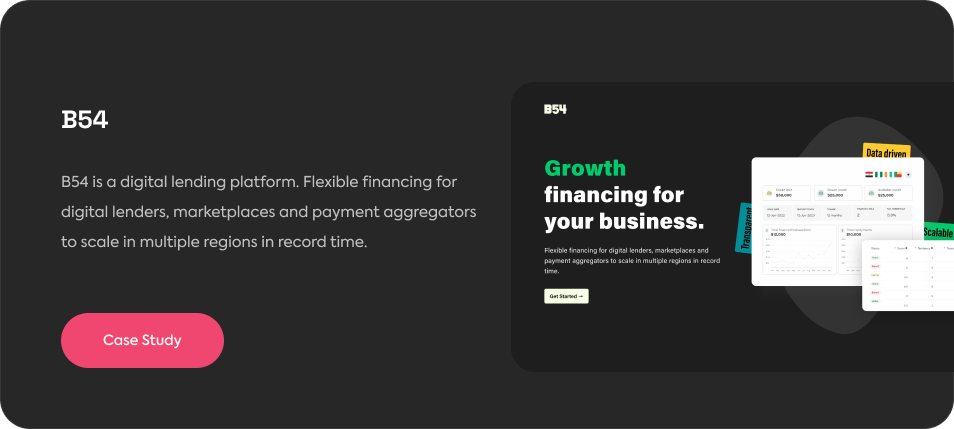 B54
B54 is a digital lending platform. Flexible financing for
digital lenders, marketplaces and payment aggregators
to scale in multiple regions in record time.
Case Study
B54
Growth
financing for
your business.
Flexible financing for digital lenders, marketplaces and
payment aggregators to scale in multiple regions in record
time.
Get Started →
Data driven
Transparent
Scalable
$50,000
$25,000
$25,000
$12,000
$10,000